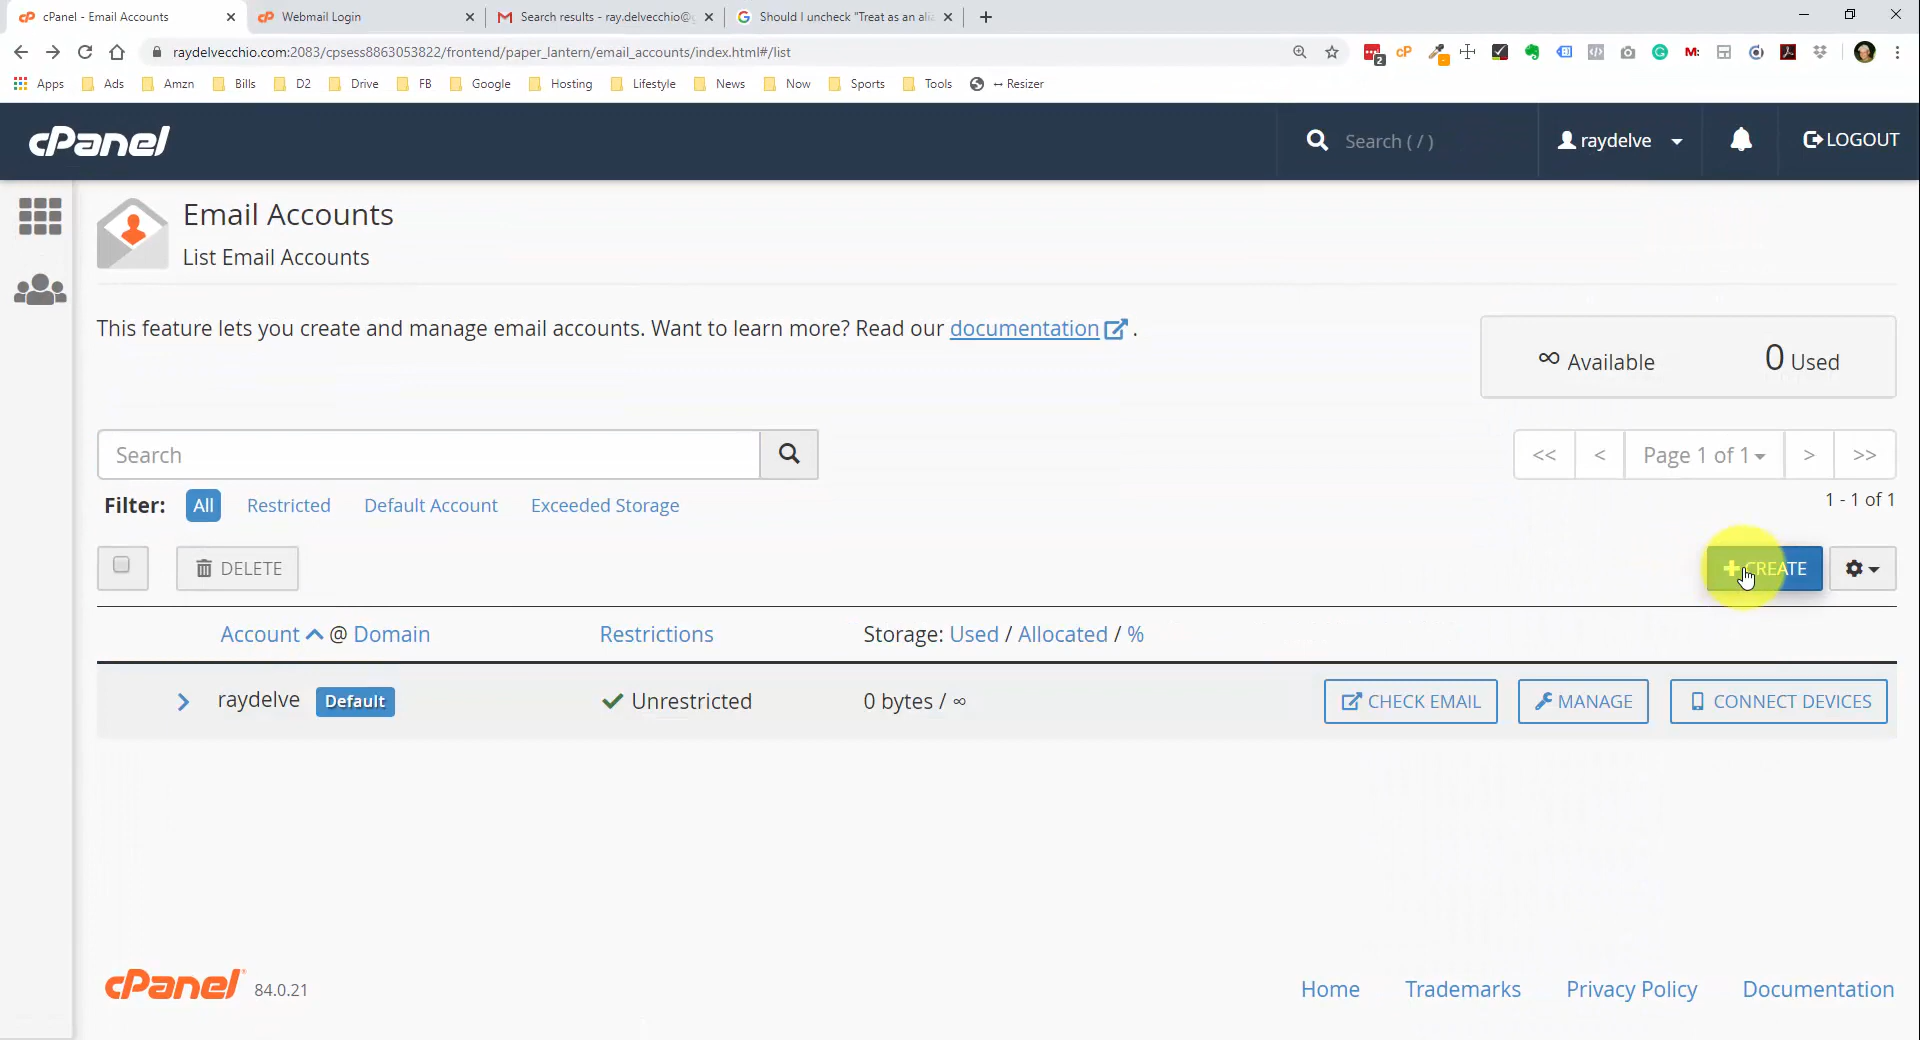 cPanel - Email Accounts
Webmail Login
Search results - ray.delvecchio@g
Should I uncheck "Treat as an alia
raydelvecchio.com:2083/cpsess8863053822/frontend/paper_lantern/email_accounts/index.html#/list
Apps Ads Amzn Bills D2 Drive FB Google Hosting Lifestyle News Now Sports Tools ↔ Resizer
cPanel
Search ( / )
raydelve
LOGOUT
Email Accounts
List Email Accounts
This feature lets you create and manage email accounts. Want to learn more? Read our documentation .
∞ Available 0 Used
Search
<< < Page 1 of 1 > >>
Filter: All Restricted Default Account Exceeded Storage
1 - 1 of 1
DELETE
+ CREATE
Account @ Domain Restrictions Storage: Used / Allocated / %
raydelve Default Unrestricted 0 bytes / ∞ CHECK EMAIL MANAGE CONNECT DEVICES
cPanel® 84.0.21
Home Trademarks Privacy Policy Documentation